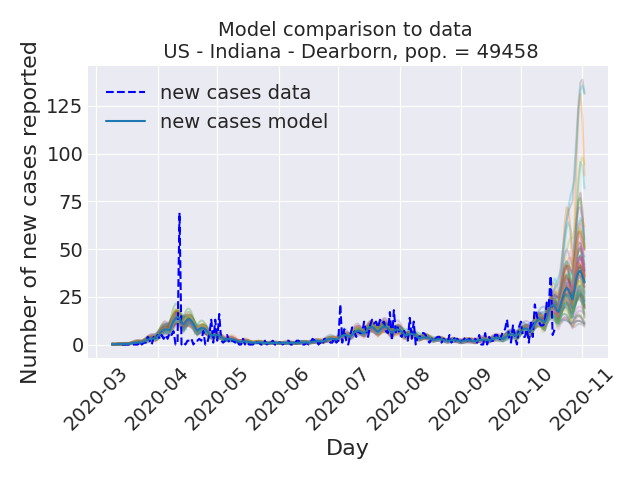 Model comparison to data
US - Indiana - Dearborn, pop. = 49458
Number of new cases reported
new cases data
new cases model
125
100
75
50
25
0
2020-03
2020-04
2020-05
2020-06
2020-07
2020-08
2020-09
2020-10
2020-11
Day